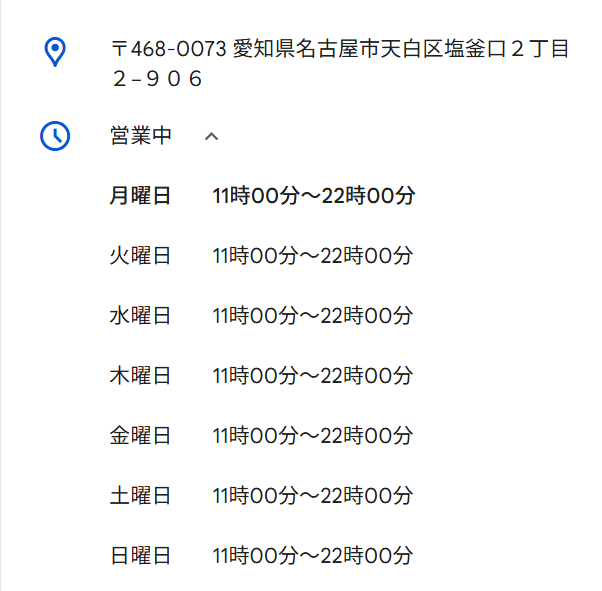 〒468-0073 愛知県名古屋市天白区塩釜口２丁目
２−９０６
営業中
月曜日 11時00分～22時00分
火曜日 11時00分～22時00分
水曜日 11時00分～22時00分
木曜日 11時00分～22時00分
金曜日 11時00分～22時00分
土曜日 11時00分～22時00分
日曜日 11時00分～22時00分